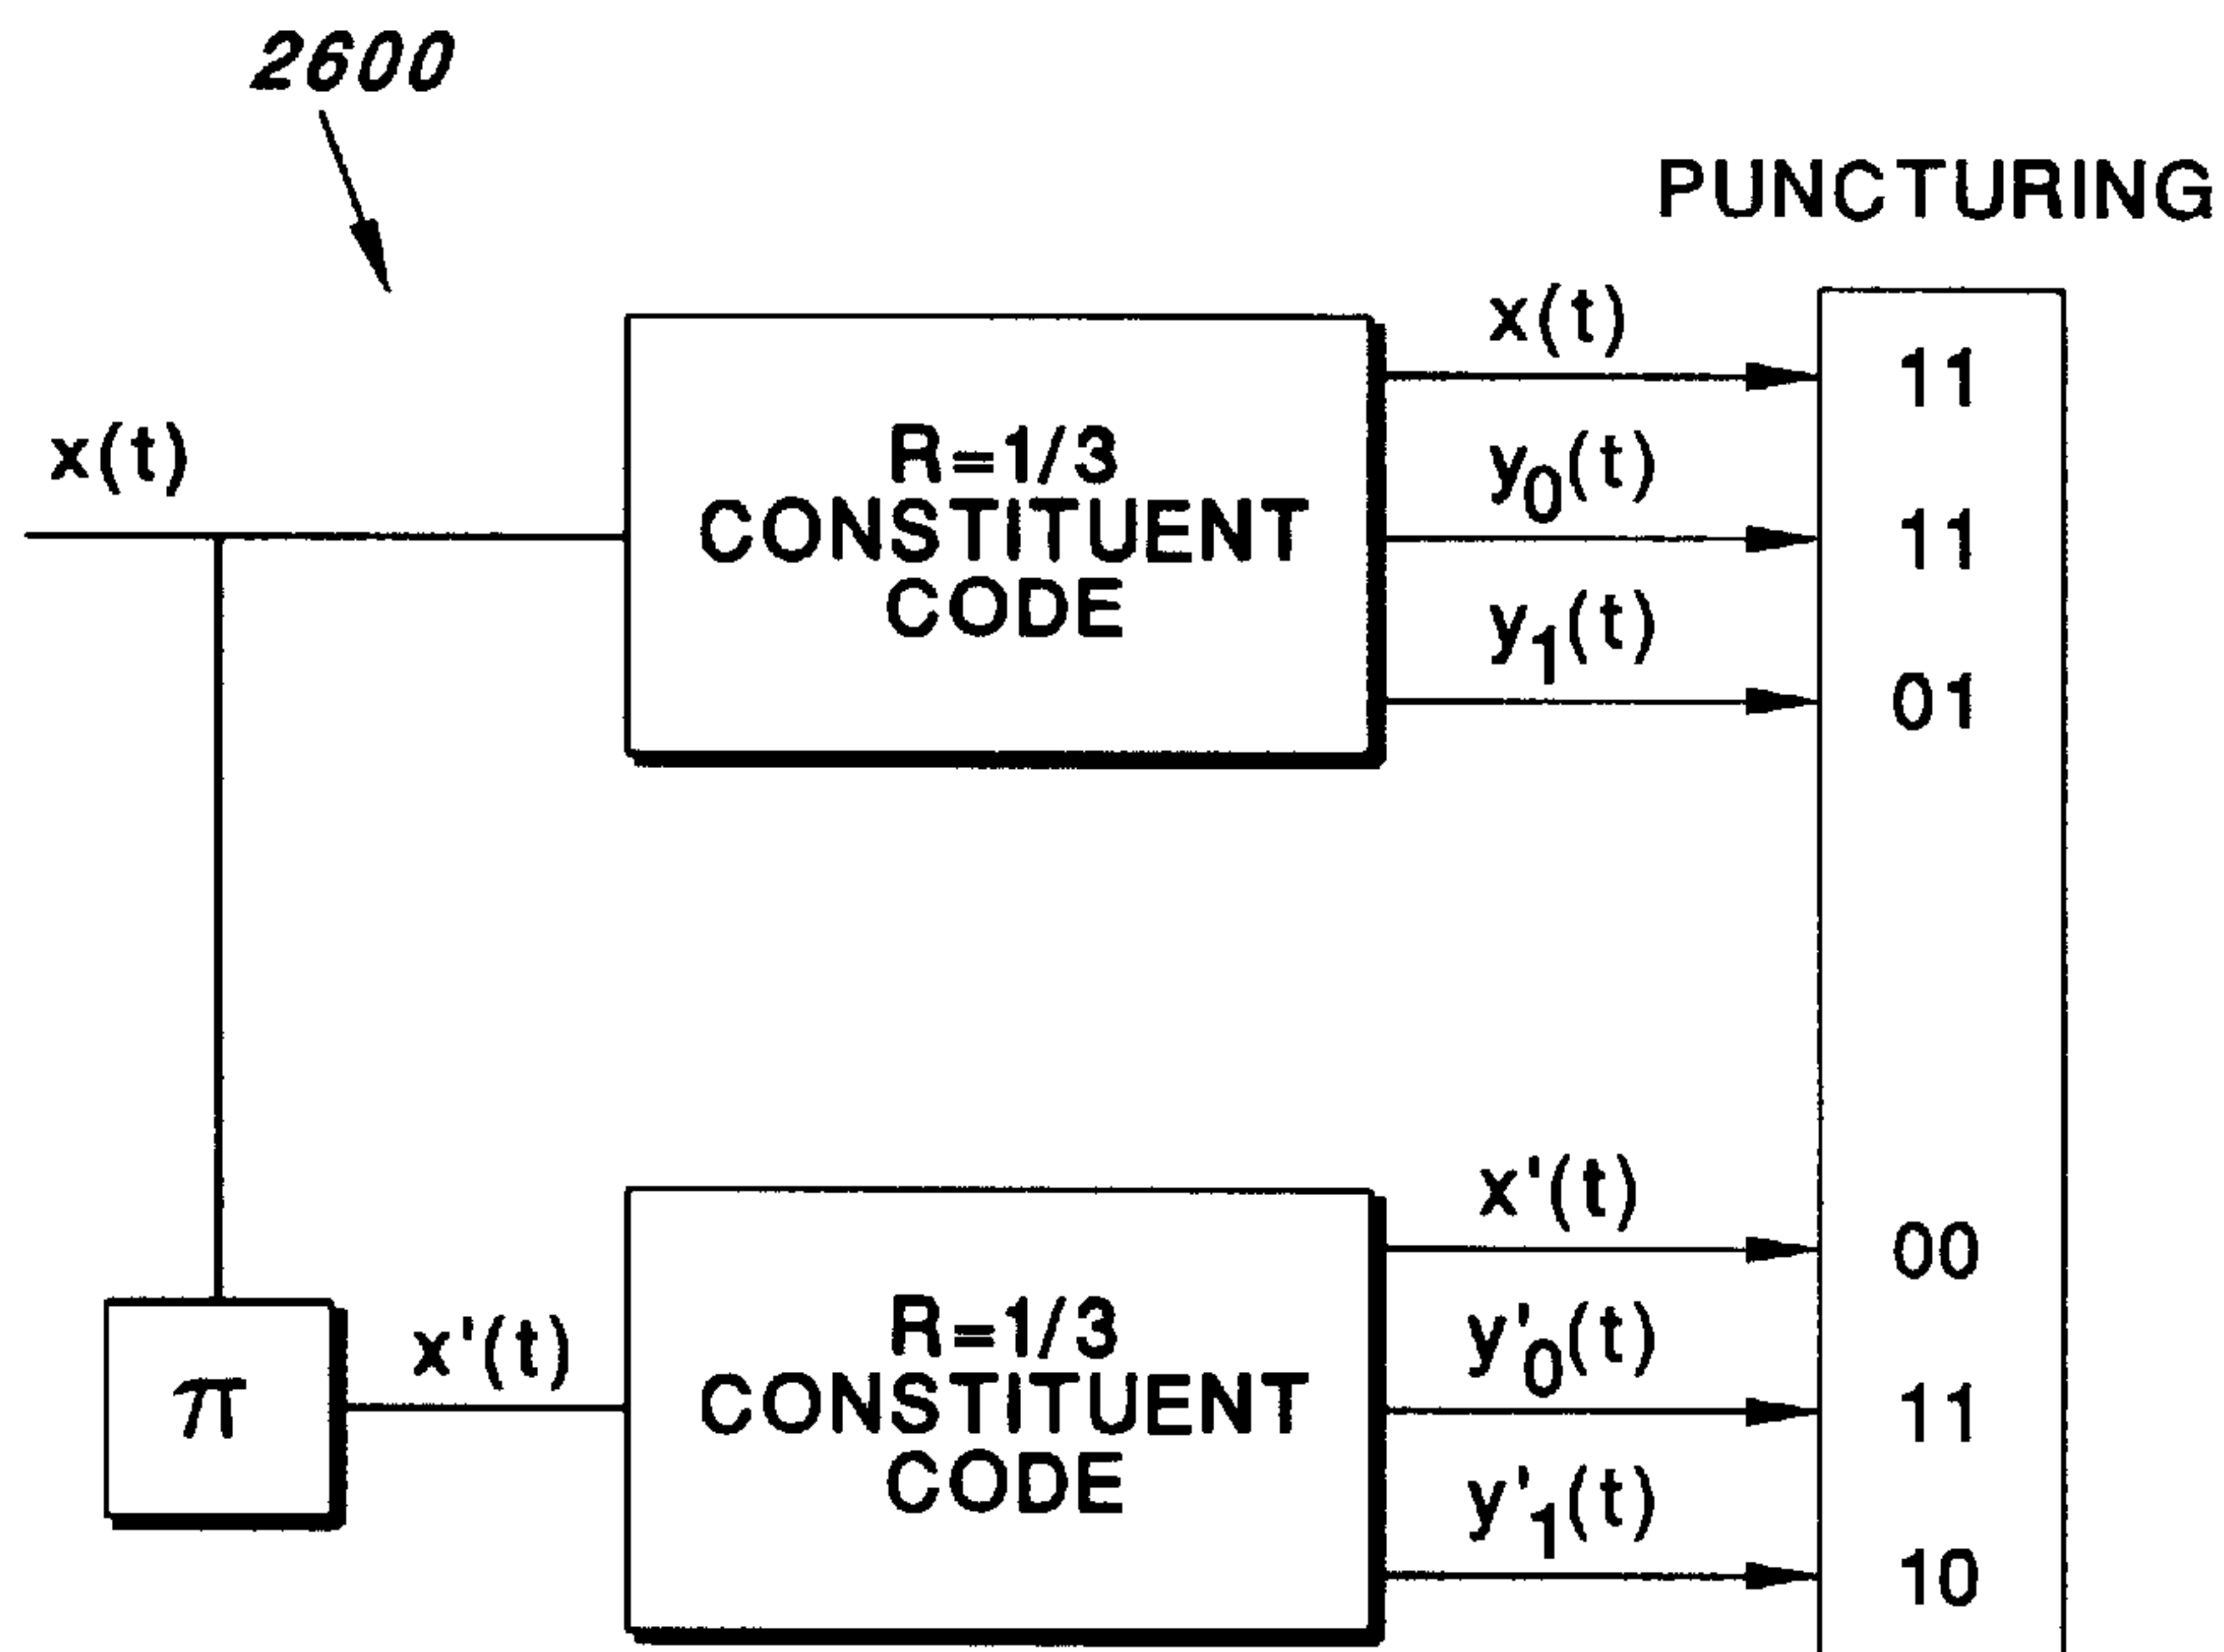 2600
PUNCTURING
x(t)
R=1/3
CONSTITUENT
CODE
x(t)
11
y0(t)
11
y1(t)
01
π
x'(t)
R=1/3
CONSTITUENT
CODE
x'(t)
00
y'0(t)
11
y'1(t)
10